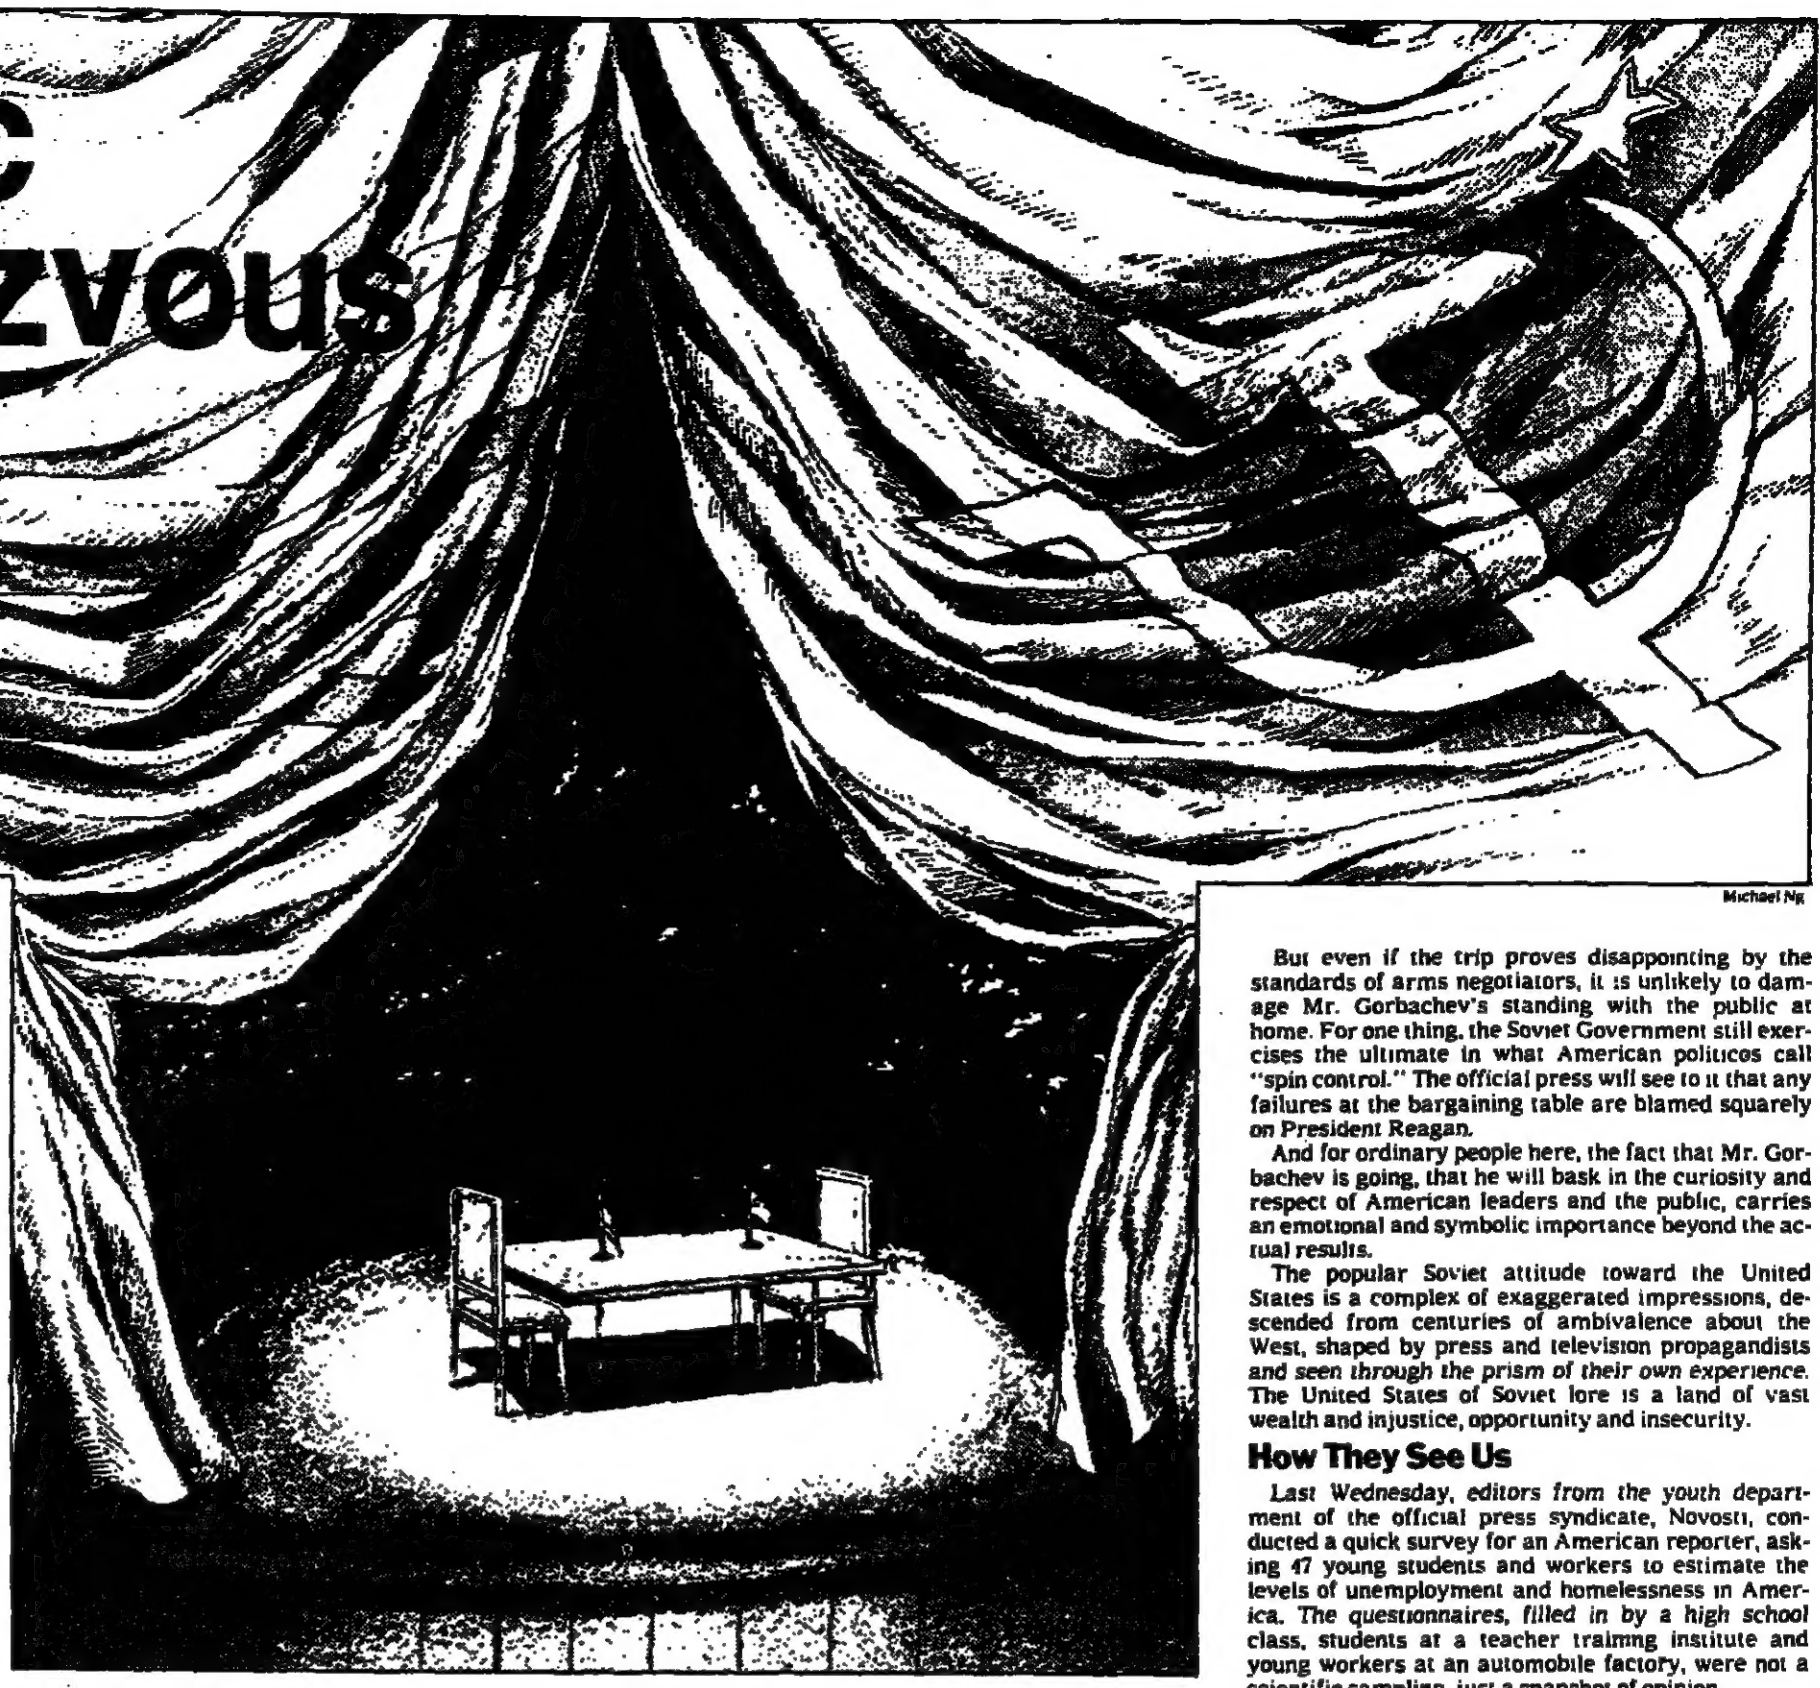 c
zvous
Michael Ng
But even if the trip proves disappointing by the
standards of arms negotiators, it is unlikely to dam-
age Mr. Gorbachev's standing with the public at
home. For one thing, the Soviet Government still exer-
cises the ultimate in what American politicos call
"spin control." The official press will see to it that any
failures at the bargaining table are blamed squarely
on President Reagan.
And for ordinary people here, the fact that Mr. Gor-
bachev is going, that he will bask in the curiosity and
respect of American leaders and the public, carries
an emotional and symbolic importance beyond the ac-
tual results.
The popular Soviet attitude toward the United
States is a complex of exaggerated impressions, de-
scended from centuries of ambivalence about the
West, shaped by press and television propagandists
and seen through the prism of their own experience.
The United States of Soviet lore is a land of vast
wealth and injustice, opportunity and insecurity.
How They See Us
Last Wednesday, editors from the youth depart-
ment of the official press syndicate, Novosti, con-
ducted a quick survey for an American reporter, ask-
ing 47 young students and workers to estimate the
levels of unemployment and homelessness in Amer-
ica. The questionnaires, filled in by a high school
class, students at a teacher training institute and
young workers at an automobile factory, were not a
scientific sampling, just a snapshot of opinion.